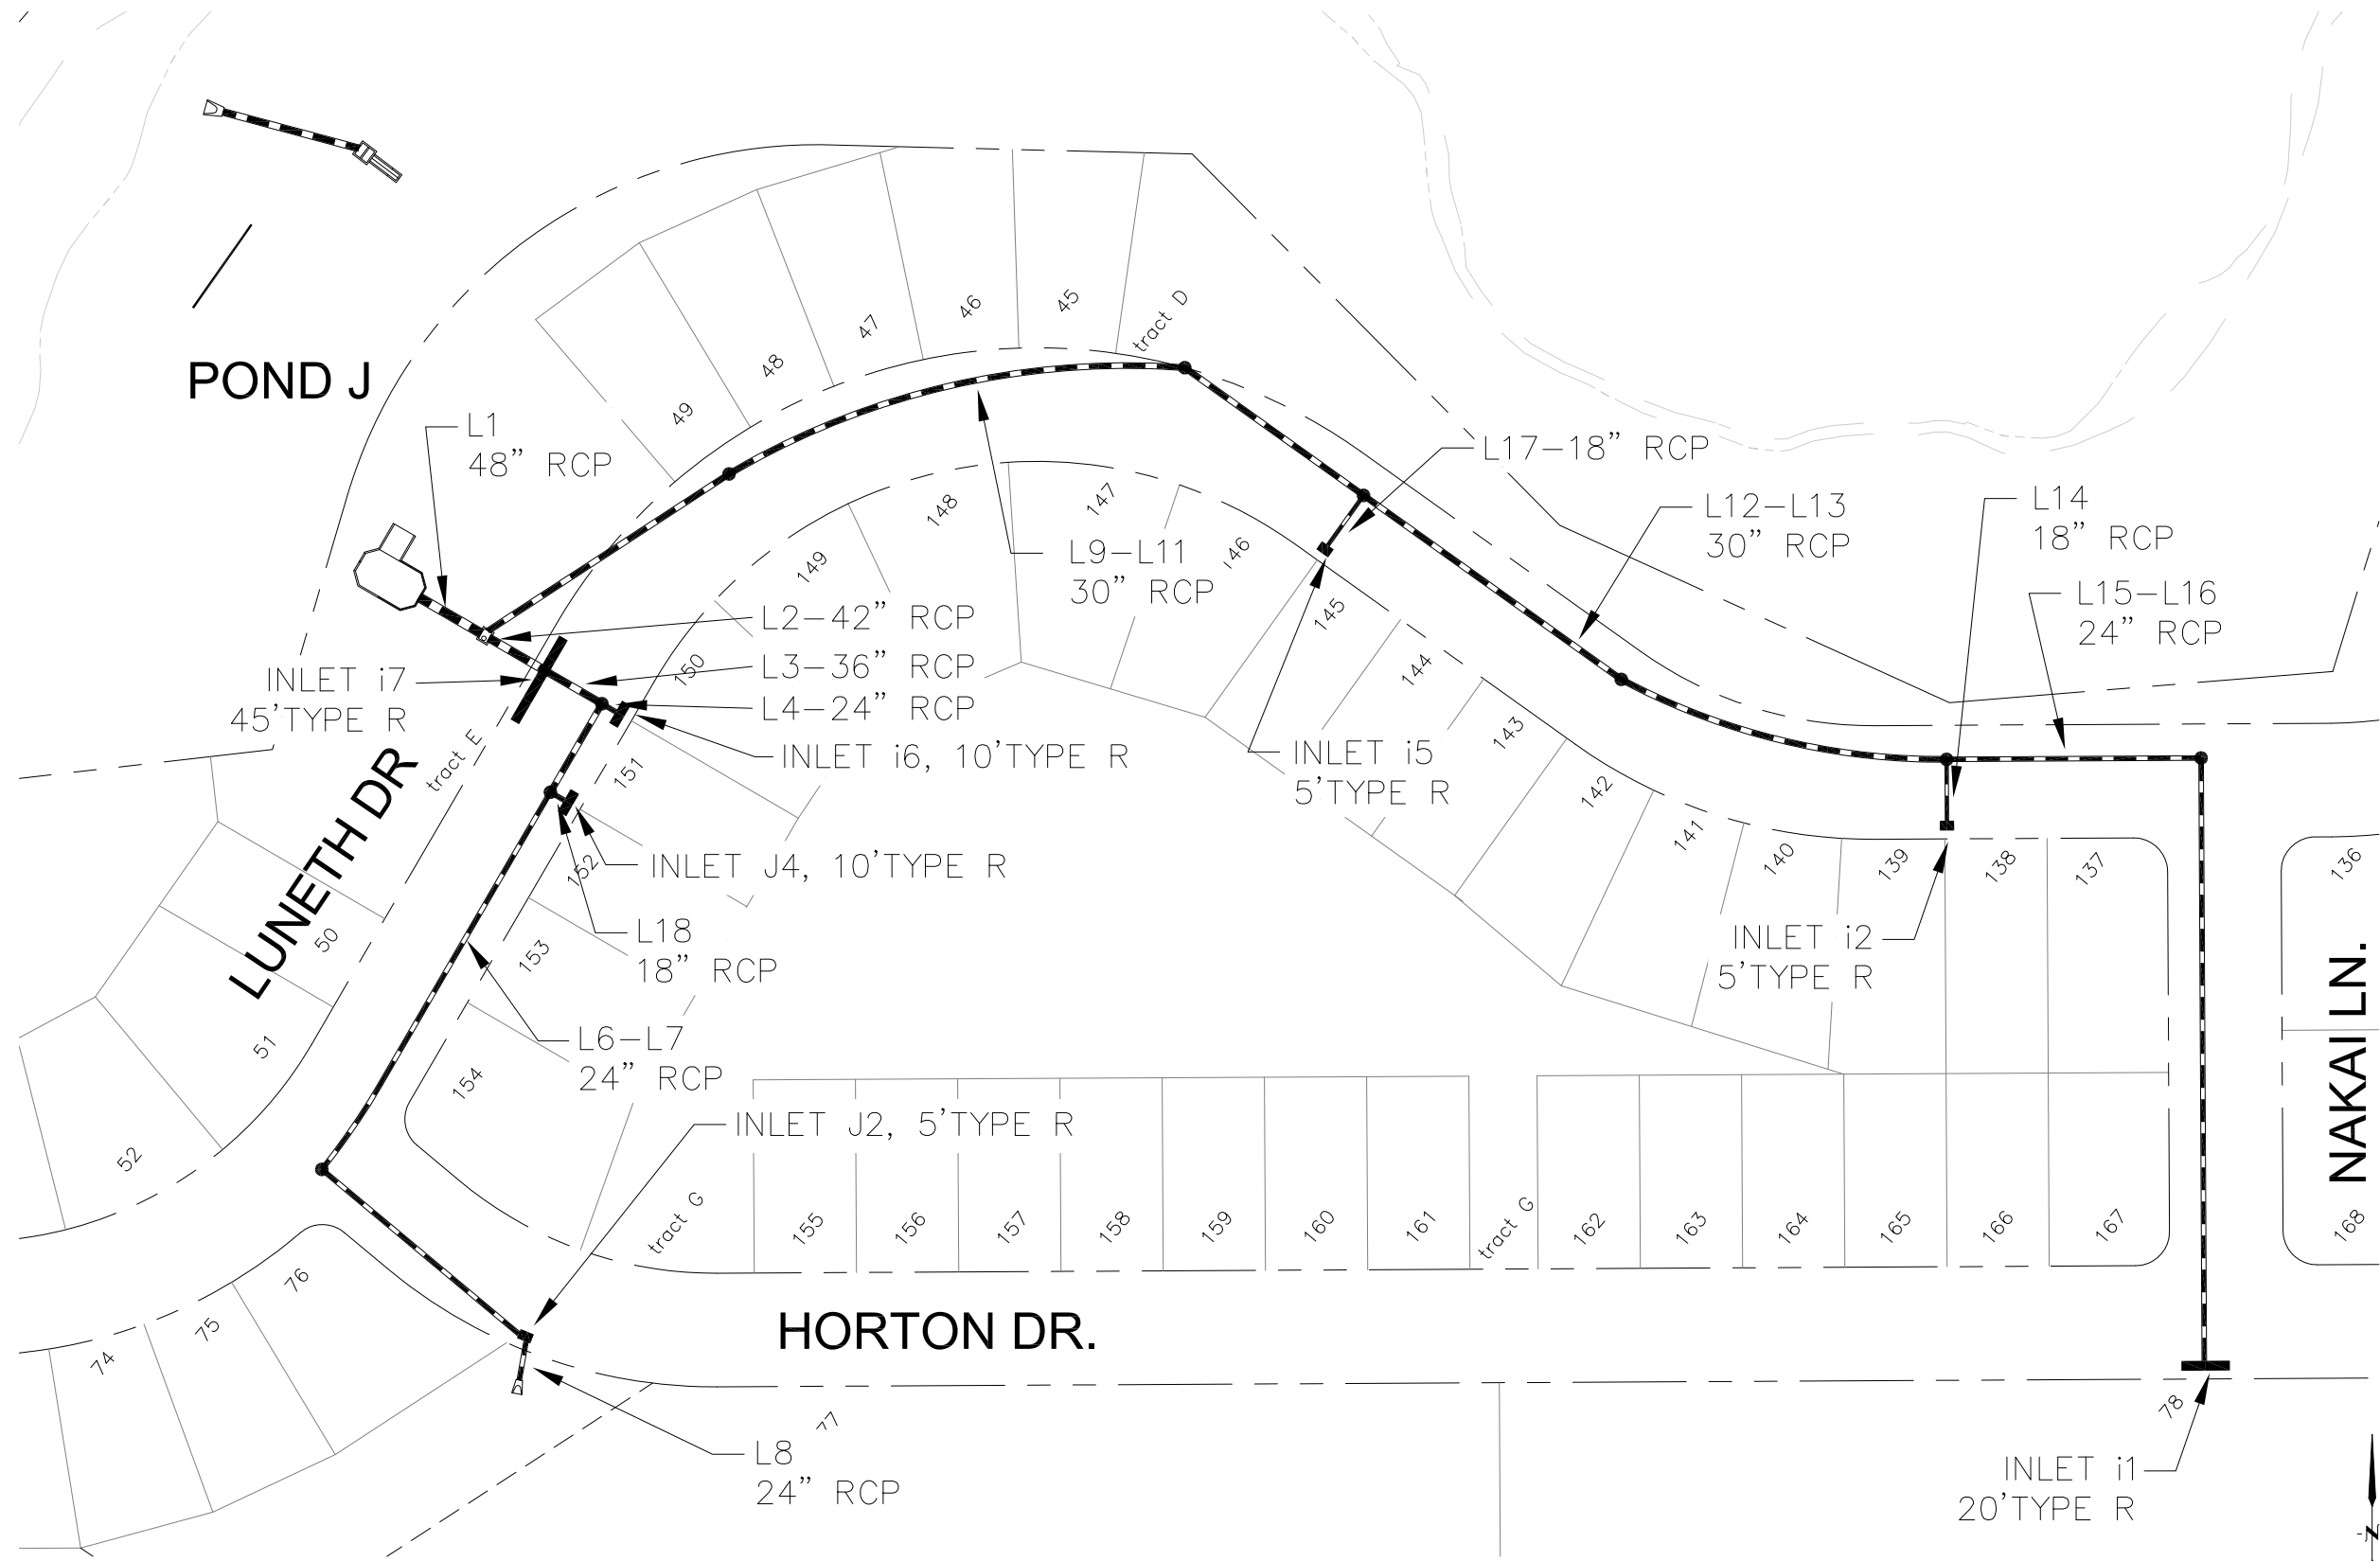 POND J
L1
48” RCP
L17-18” RCP
L12-L13
30” RCP
L14
18” RCP
L15-L16
24” RCP
L9-L11
30” RCP
L2-42” RCP
L3-36” RCP
L4-24” RCP
INLET i7
45'TYPE R
INLET i6, 10'TYPE R
INLET i5
5'TYPE R
INLET J4, 10'TYPE R
L18
18” RCP
INLET i2
5'TYPE R
L6-L7
24” RCP
INLET J2, 5'TYPE R
L8
24” RCP
INLET i1
20'TYPE R
LUNETH DR
HORTON DR.
NAKAI LN.
tract D
tract E
tract G
tract G
45
46
47
48
49
50
51
52
74
75
76
77
78
136
137
138
139
140
141
142
143
144
145
146
147
148
149
150
151
152
153
154
155
156
157
158
159
160
161
162
163
164
165
166
167
168
N